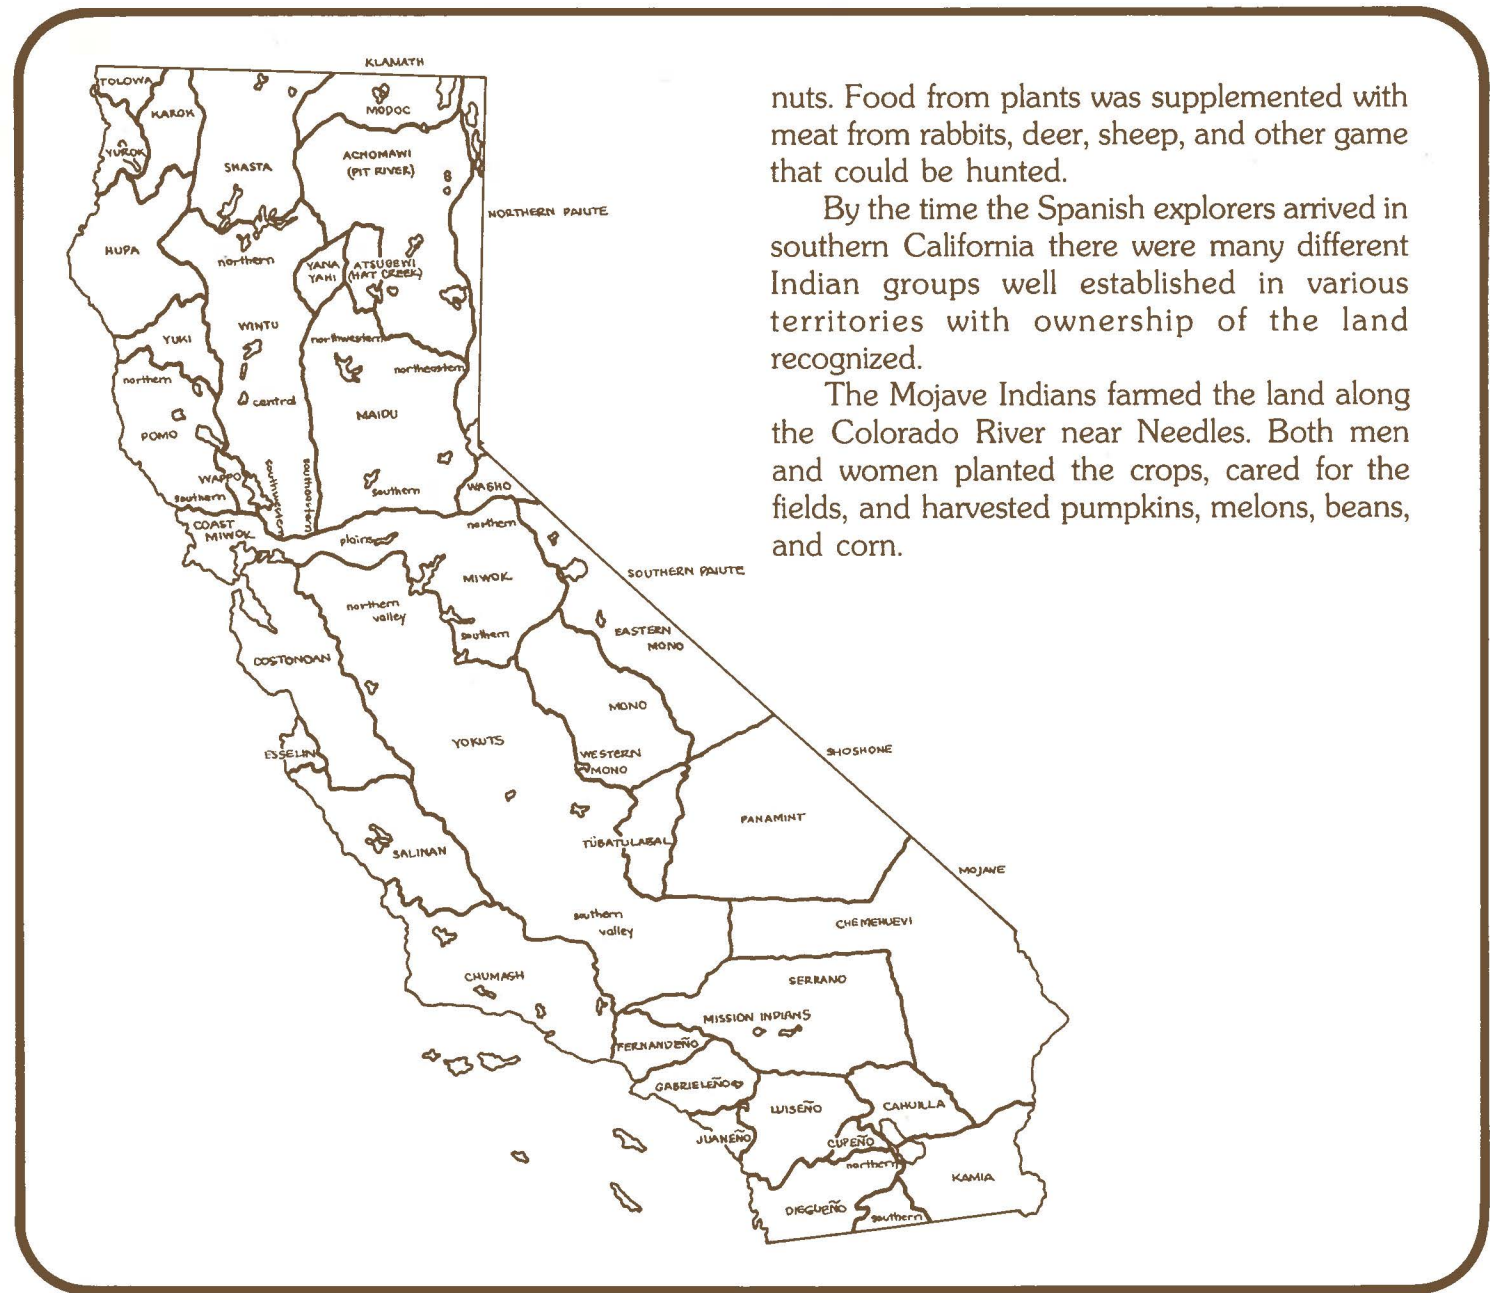 nuts. Food from plants was supplemented with
meat from rabbits, deer, sheep, and other game
that could be hunted.
By the time the Spanish explorers arrived in
southern California there were many different
Indian groups well established in various
territories with ownership of the land
recognized.
The Mojave Indians farmed the land along
the Colorado River near Needles. Both men
and women planted the crops, cared for the
fields, and harvested pumpkins, melons, beans,
and corn.
KLAMATH
TOLOWA
KAROK
MODOC
YUROK
SHASTA
ACHOMAWI
(PIT RIVER)
NORTHERN PAIUTE
HUPA
northern
YANA
YAHI
ATSUGEWI
(HAT CREEK)
WINTU
YUKI
northwestern
northeastern
northern
central
MAIDU
POMO
WAPPO
southern
southwestern
southeastern
southern
WASHO
COAST
MIWOK
plains
northern
MIWOK
SOUTHERN PAIUTE
northern
valley
southern
EASTERN
MONO
COSTONOAN
MONO
ESSELIN
YOKUTS
WESTERN
MONO
SHOSHONE
PANAMINT
TÜBATULABAL
SALINAN
MOJAVE
southern
valley
CHEMEHUEVI
CHUMASH
SERRANO
MISSION INDIANS
FERNANDEÑO
GABRIELEÑO
LUISEÑO
CAHUILLA
JUANEÑO
CUPEÑO
northern
KAMIA
DIEGUEÑO
southern